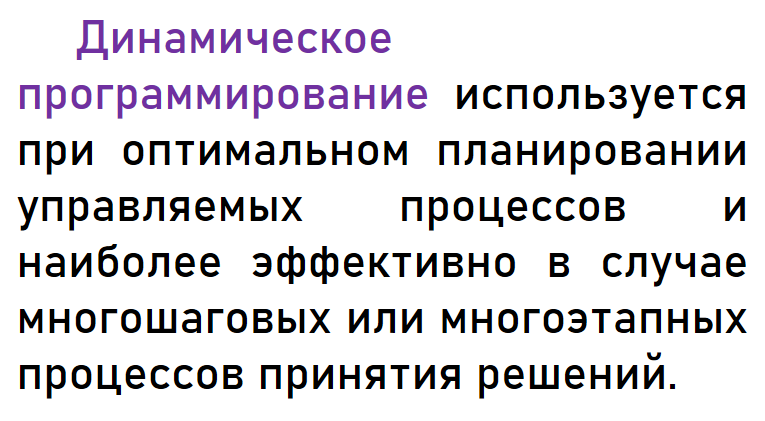 Динамическое
программирование используется
при оптимальном планировании
управляемых процессов и
наиболее эффективно в случае
многошаговых или многоэтапных
процессов принятия решений.